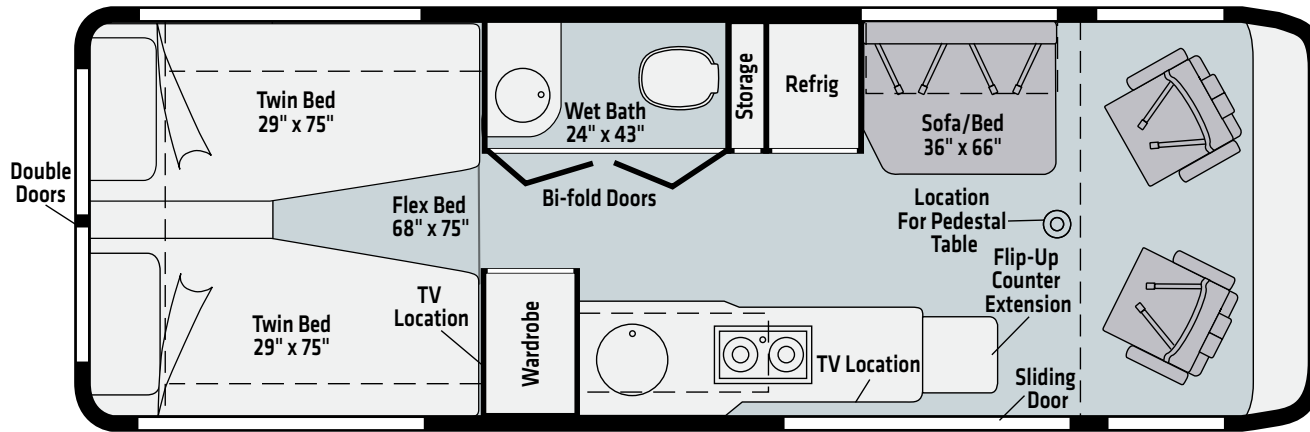 Twin Bed
29" x 75"
Double
Doors
Flex Bed
68" x 75"
Twin Bed
29" x 75"
TV
Location
Wet Bath
24" x 43"
Bi-fold Doors
Storage
Refrig
Sofa/Bed
36" x 66"
Location
For Pedestal
Table
Flip-Up
Counter
Extension
Wardrobe
TV Location
Sliding
Door